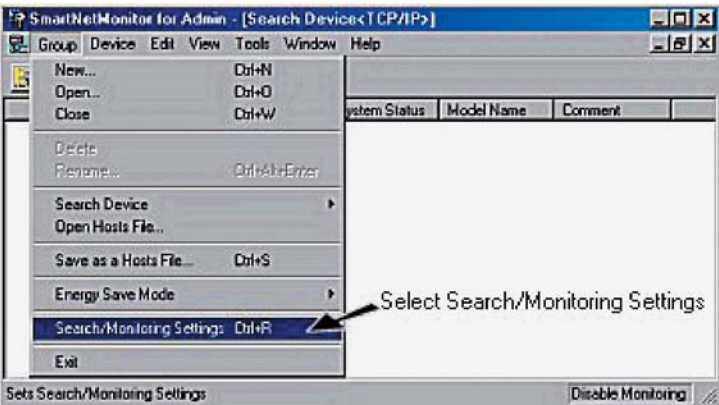 SmartNetMonitor for Admin - [Search Device<TCP/IP>]
Group Device Edit View Tools Window Help
New... Ctrl+N
Open... Ctrl+O
Close Ctrl+W
ystem Status Model Name Comment
Delete
Rename... Ctrl+Alt+Enter
Search Device
Open Hosts File...
Save as a Hosts File... Ctrl+S
Energy Save Mode
Select Search/Monitoring Settings
Search/Monitoring Settings Ctrl+R
Exit
Sets Search/Monitoring Settings Disable Monitoring